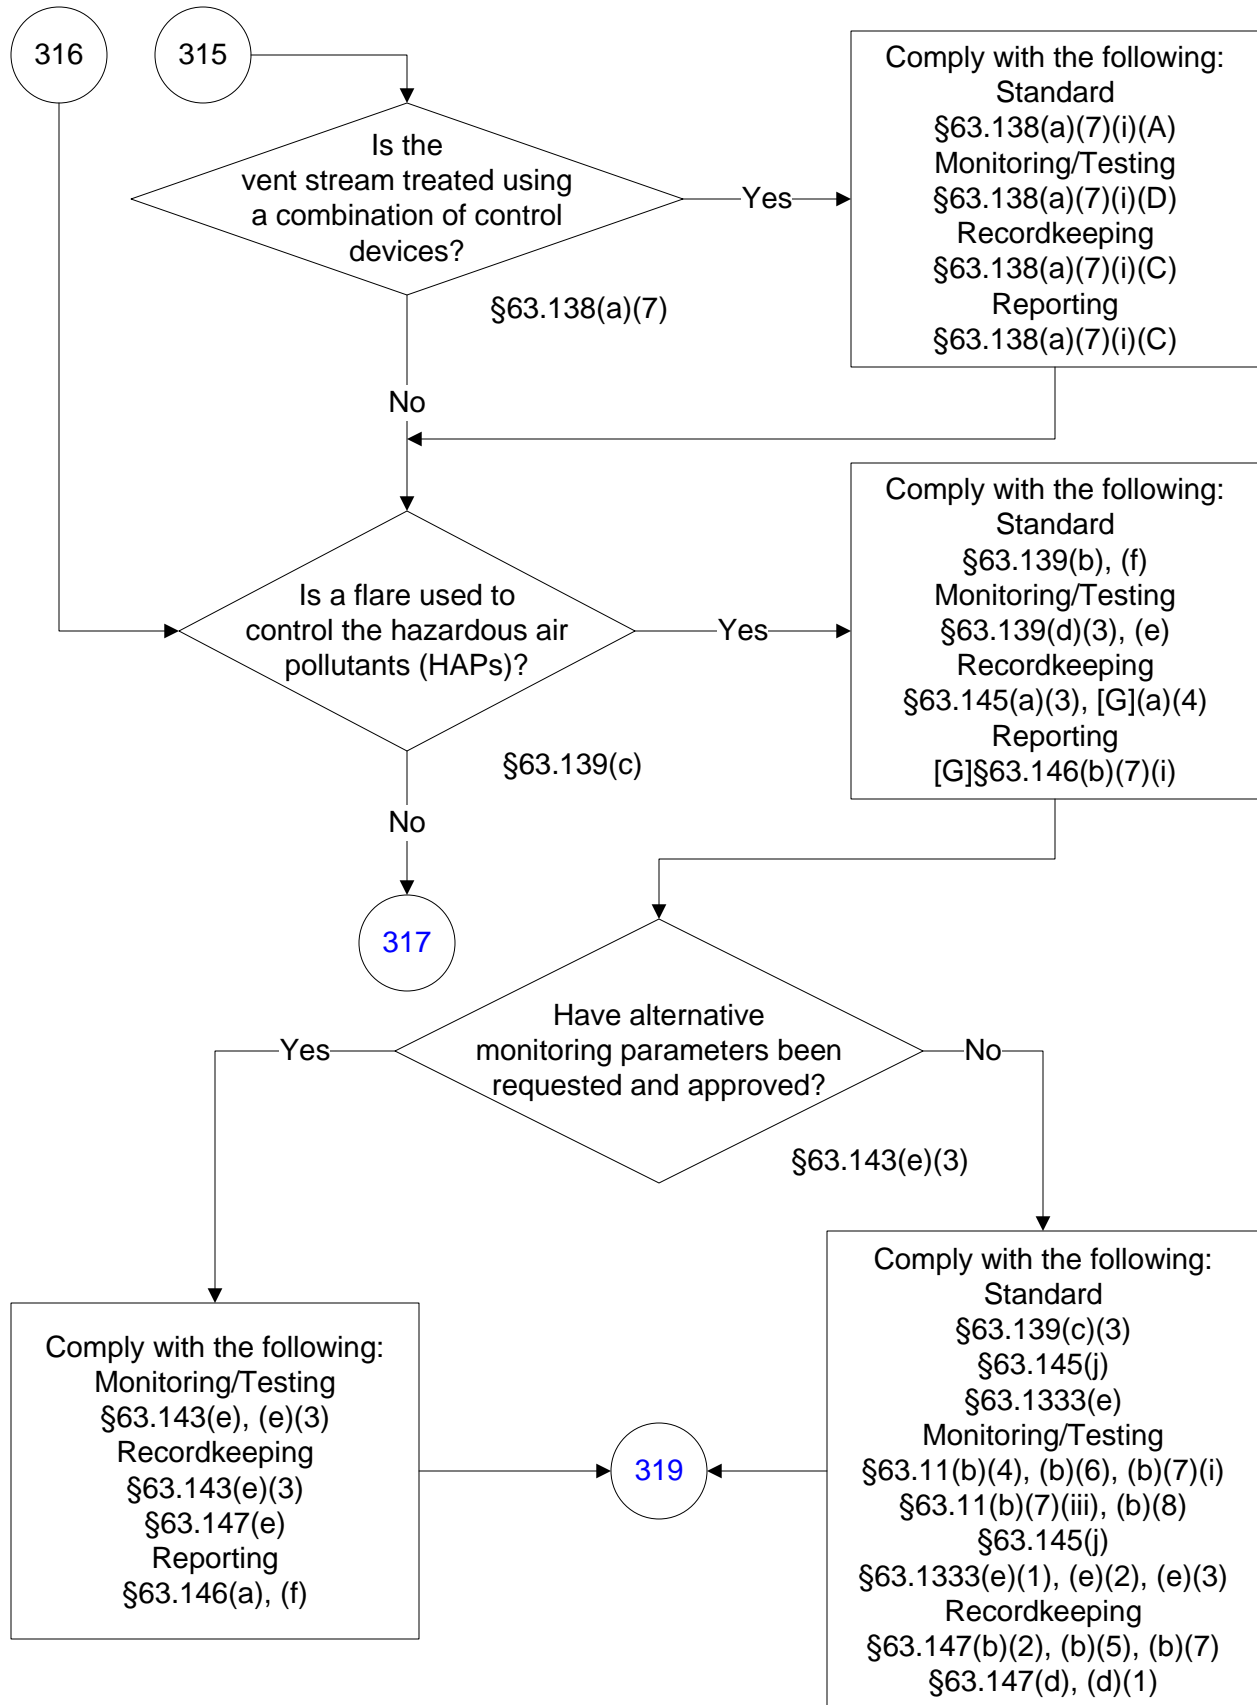 316
315
Is the
vent stream treated using
a combination of control
devices?
Yes
§63.138(a)(7)
No
Comply with the following:
Standard
§63.138(a)(7)(i)(A)
Monitoring/Testing
§63.138(a)(7)(i)(D)
Recordkeeping
§63.138(a)(7)(i)(C)
Reporting
§63.138(a)(7)(i)(C)
Is a flare used to
control the hazardous air
pollutants (HAPs)?
Yes
§63.139(c)
No
317
Comply with the following:
Standard
§63.139(b), (f)
Monitoring/Testing
§63.139(d)(3), (e)
Recordkeeping
§63.145(a)(3), [G](a)(4)
Reporting
[G]§63.146(b)(7)(i)
Have alternative
monitoring parameters been
requested and approved?
Yes
No
§63.143(e)(3)
Comply with the following:
Monitoring/Testing
§63.143(e), (e)(3)
Recordkeeping
§63.143(e)(3)
§63.147(e)
Reporting
§63.146(a), (f)
319
Comply with the following:
Standard
§63.139(c)(3)
§63.145(j)
§63.1333(e)
Monitoring/Testing
§63.11(b)(4), (b)(6), (b)(7)(i)
§63.11(b)(7)(iii), (b)(8)
§63.145(j)
§63.1333(e)(1), (e)(2), (e)(3)
Recordkeeping
§63.147(b)(2), (b)(5), (b)(7)
§63.147(d), (d)(1)